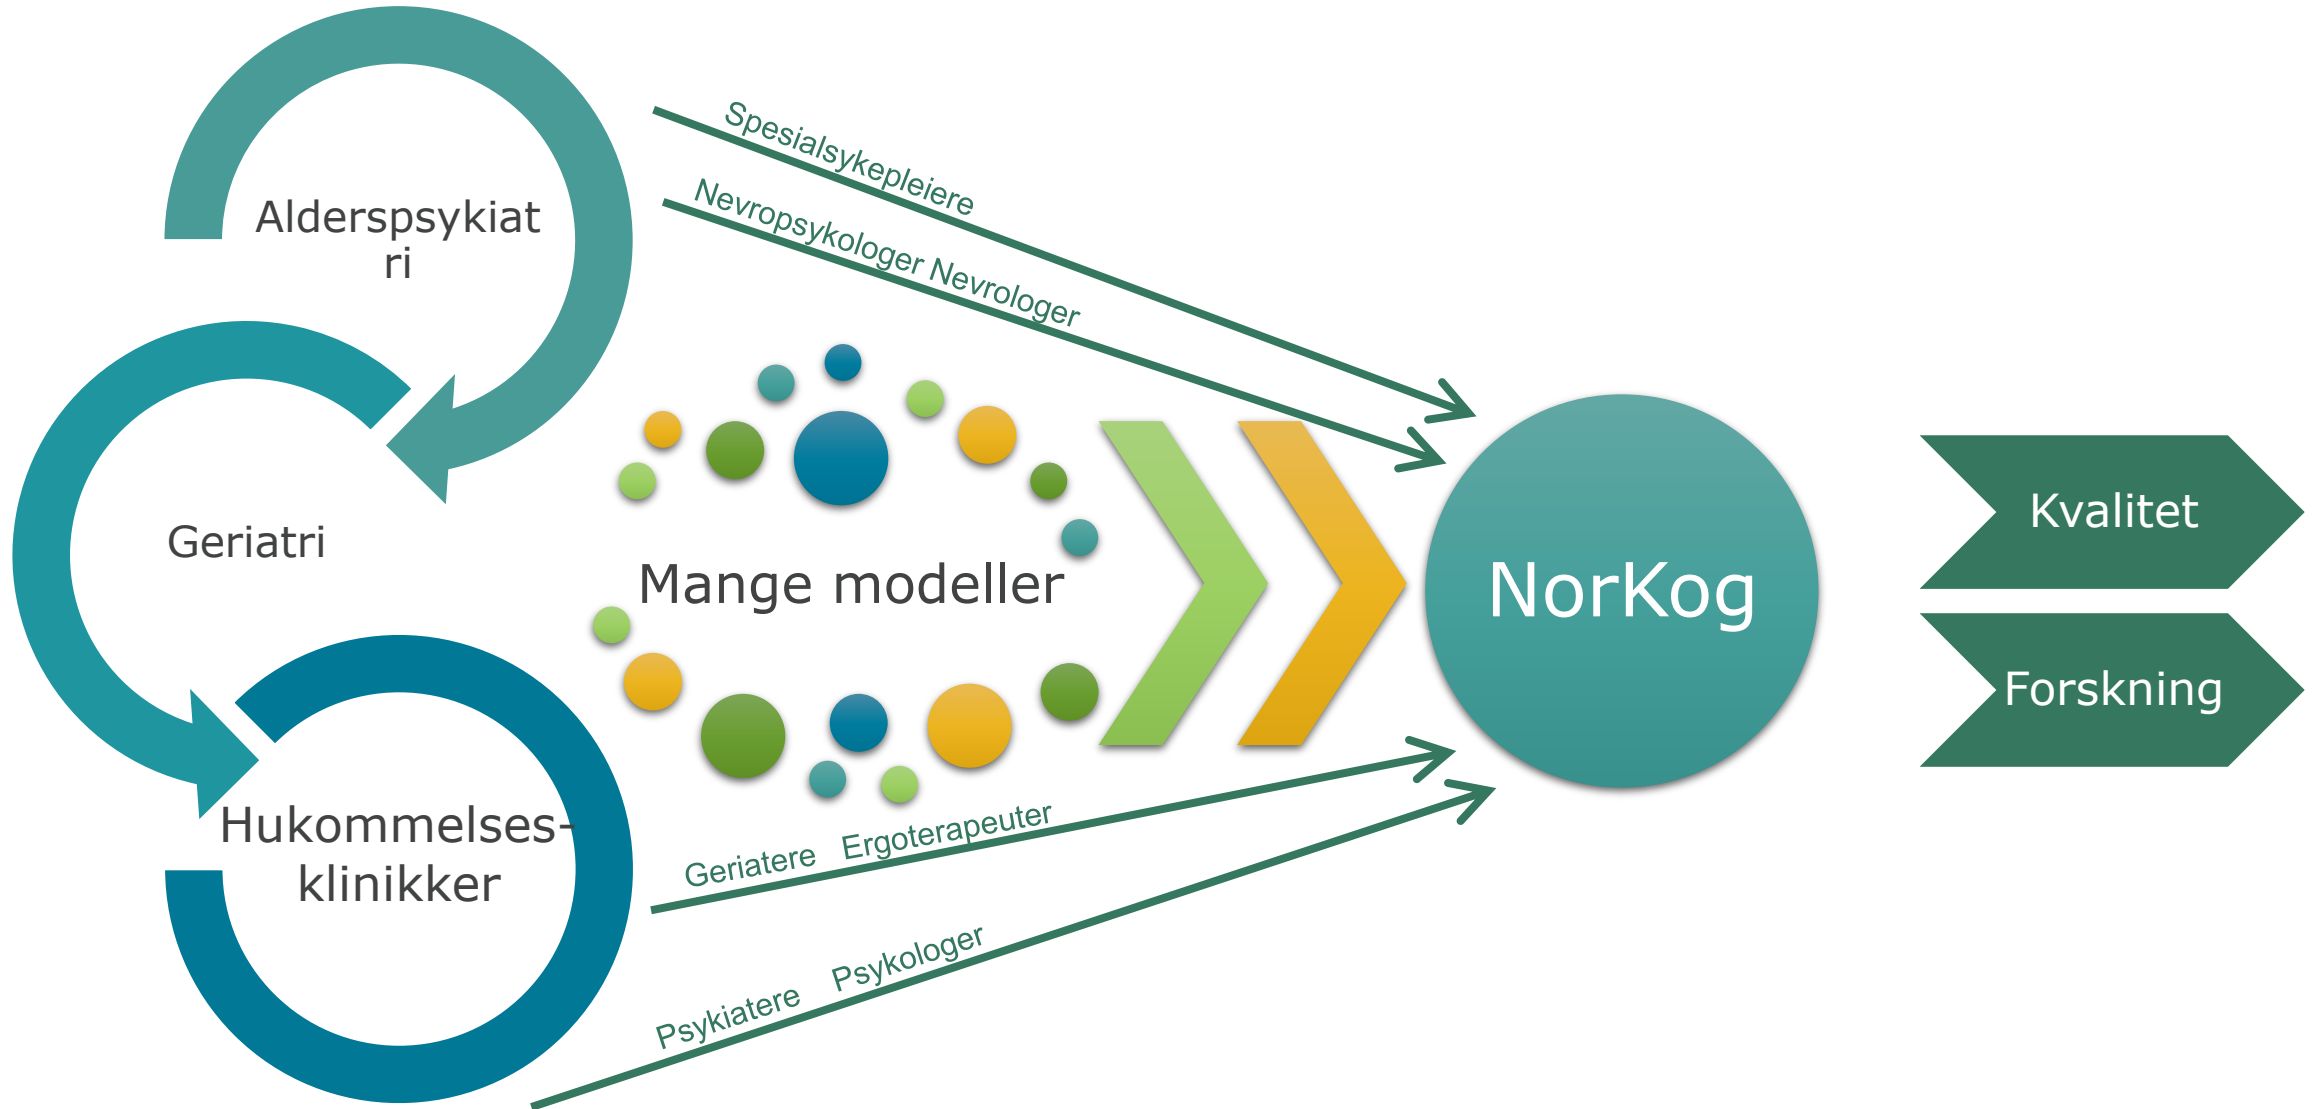 Alderspsykiat
ri
Geriatri
Hukommelses-
klinikker
Spesialsykepleiere
Nevropsykologer Nevrologer
Mange modeller
Geriatere Ergoterapeuter
Psykiatere Psykologer
NorKog
Kvalitet
Forskning